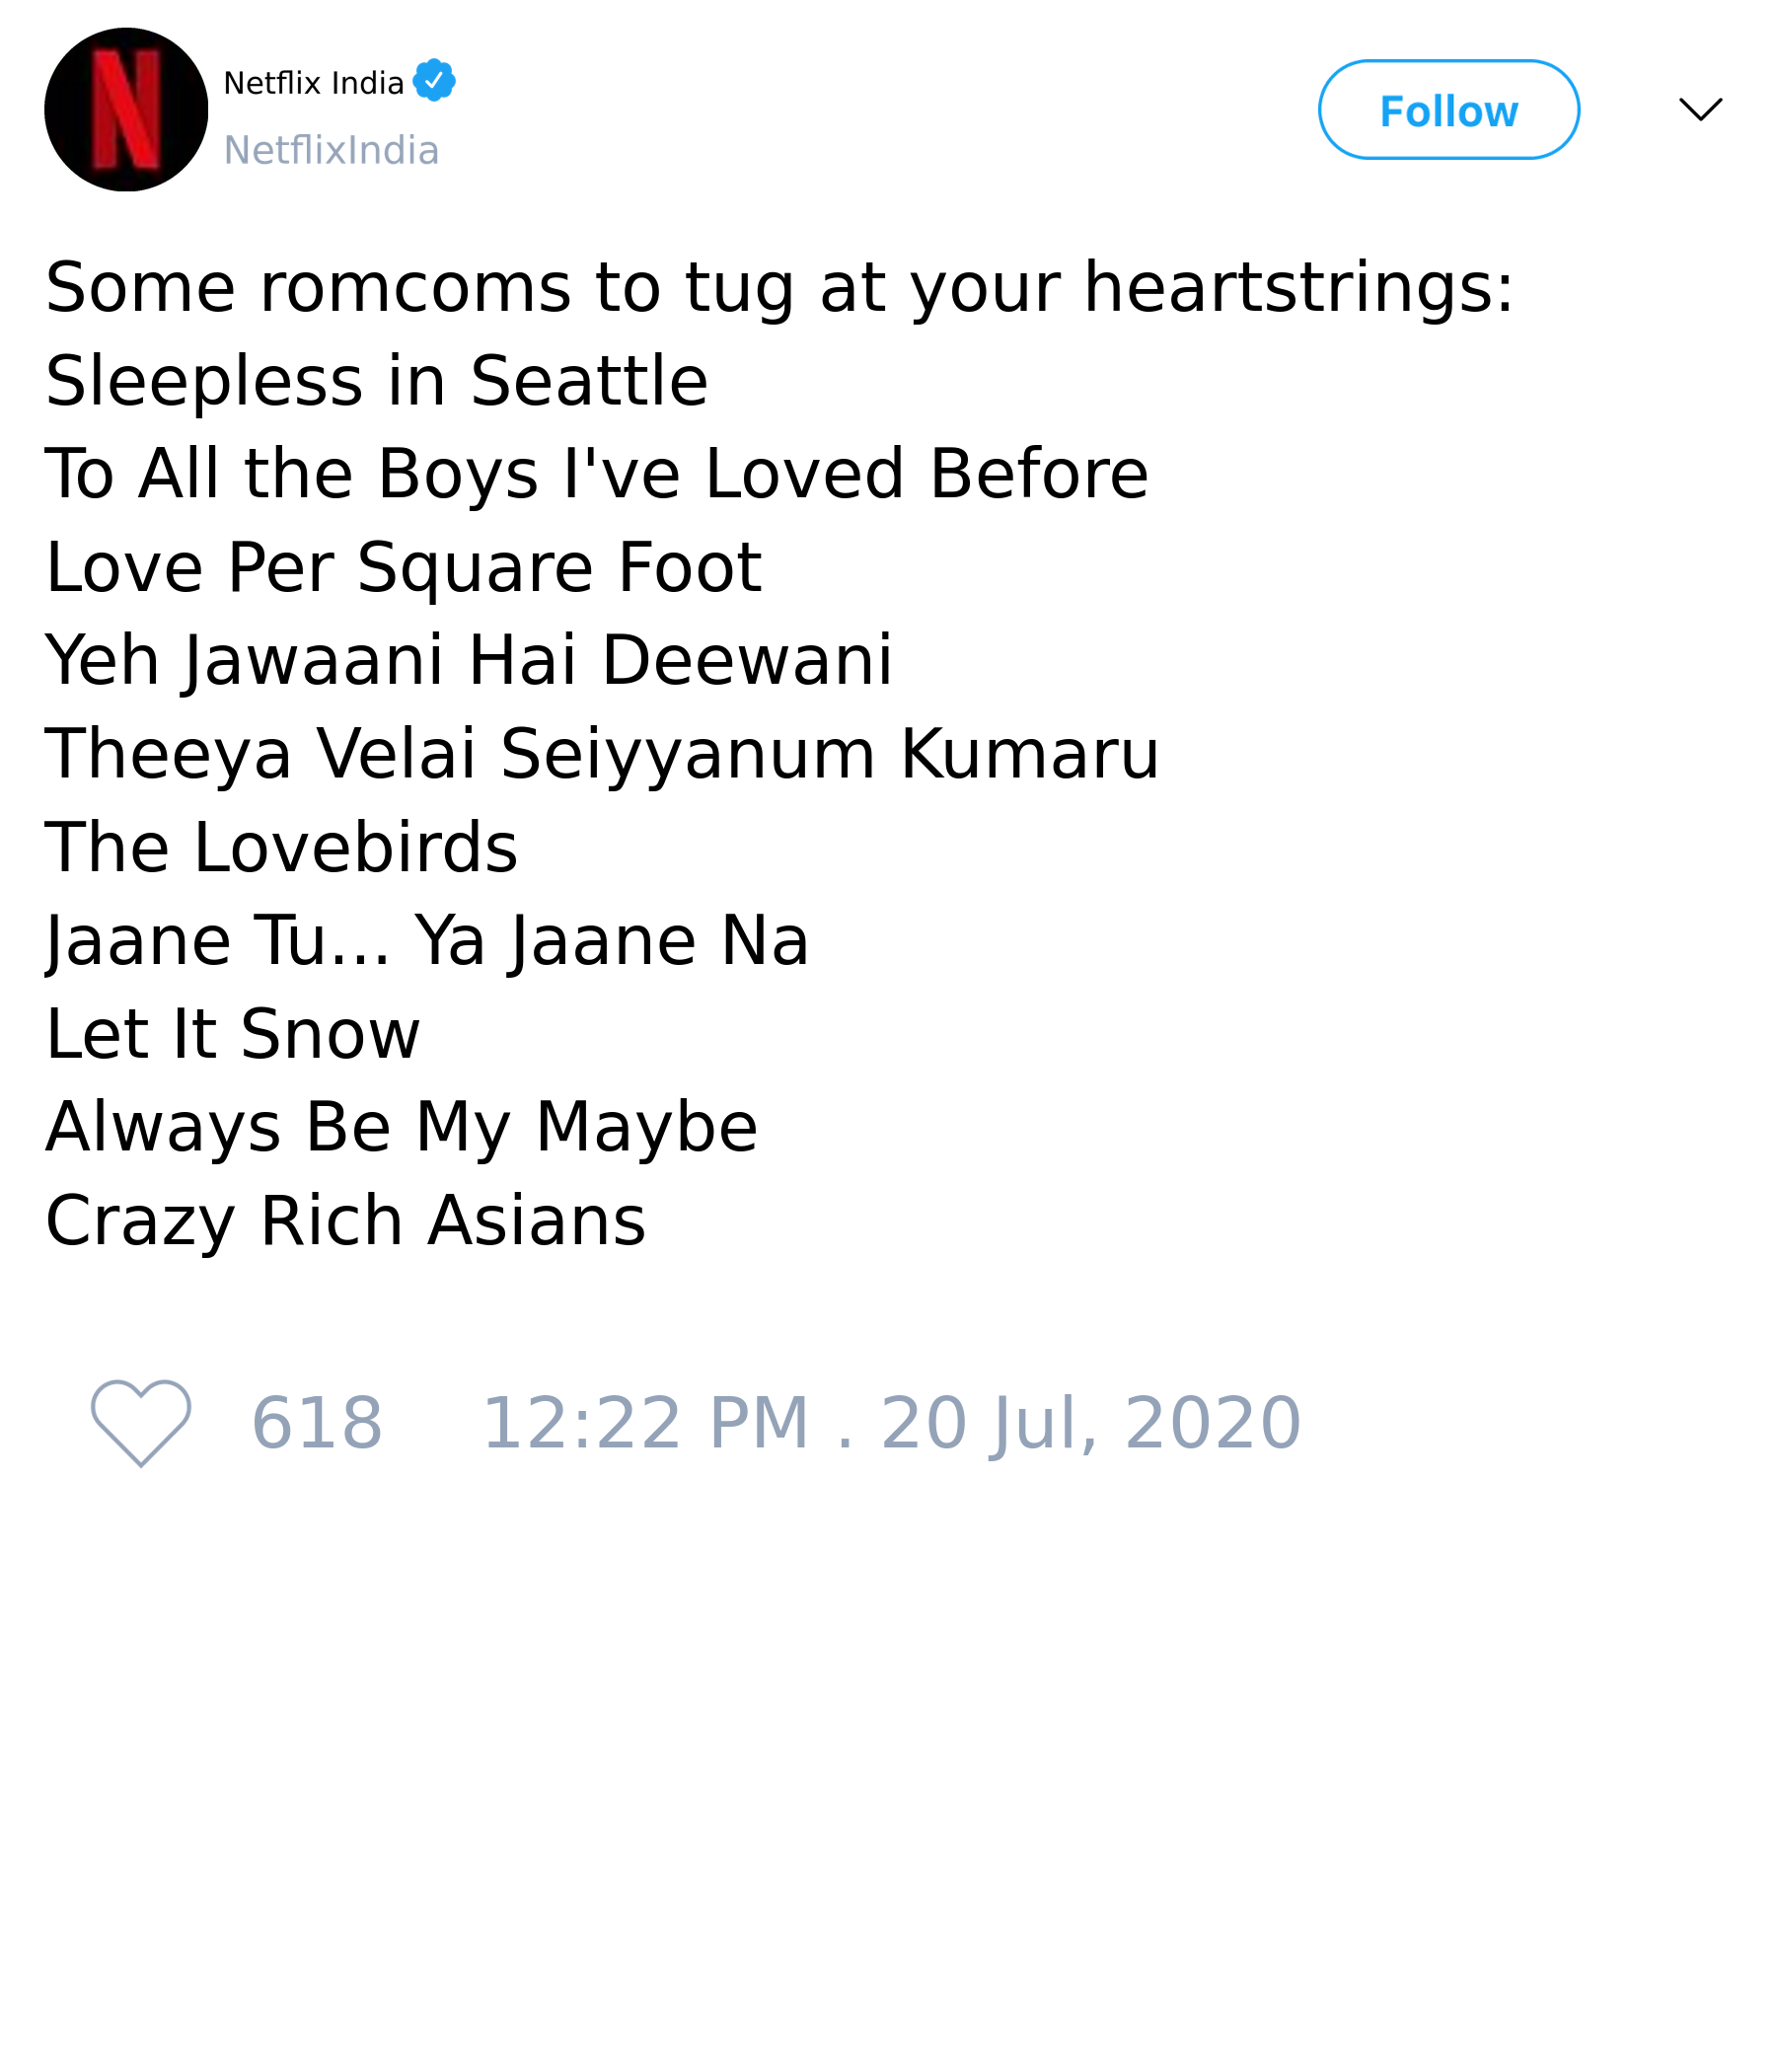 Netflix India
NetflixIndia
Follow
Some romcoms to tug at your heartstrings:
Sleepless in Seattle
To All the Boys I've Loved Before
Love Per Square Foot
Yeh Jawaani Hai Deewani
Theeya Velai Seiyyanum Kumaru
The Lovebirds
Jaane Tu... Ya Jaane Na
Let It Snow
Always Be My Maybe
Crazy Rich Asians
618 12:22 PM . 20 Jul, 2020